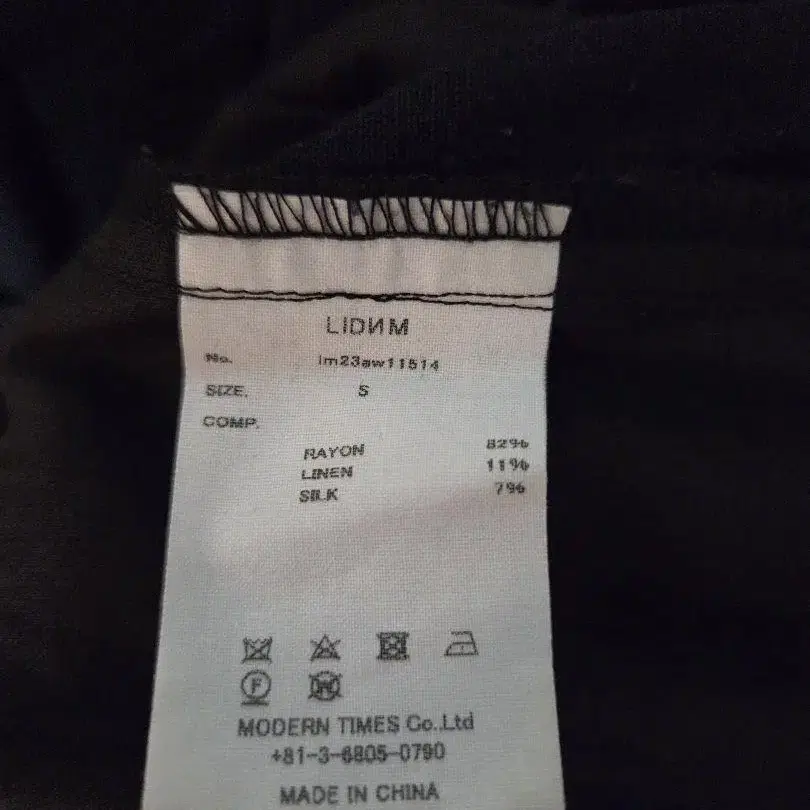 LIDИM
No. lm23aw11514
SIZE. S
COMP.
RAYON 82%
LINEN 11%
SILK 7%
F
W
MODERN TIMES Co.,Ltd
+81-3-6805-0790
MADE IN CHINA